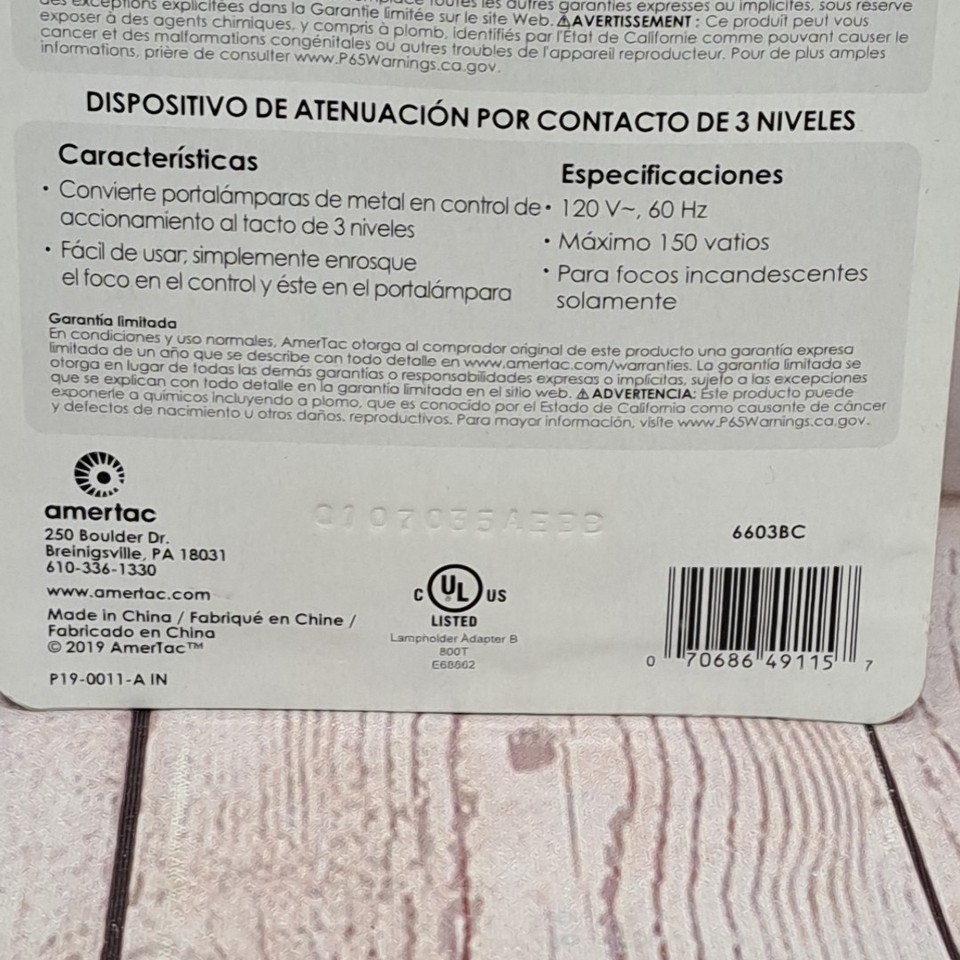 des exceptions explicitées dans la Garantie limitée sur le site Web. ⚠AVERTISSEMENT : Ce produit peut vous
exposer à des agents chimiques, y compris à plomb, identifiés par l'État de Californie comme pouvant causer le
cancer et des malformations congénitales ou autres troubles de l'appareil reproducteur. Pour de plus amples
informations, prière de consulter www.P65Warnings.ca.gov.
DISPOSITIVO DE ATENUACIÓN POR CONTACTO DE 3 NIVELES
Características
• Convierte portalámparas de metal en control de
accionamiento al tacto de 3 niveles
• Fácil de usar; simplemente enrosque
el foco en el control y éste en el portalámpara
Especificaciones
• 120 V~, 60 Hz
• Máximo 150 vatios
• Para focos incandescentes
solamente
Garantía limitada
En condiciones y uso normales, AmerTac otorga al comprador original de este producto una garantía expresa
limitada de un año que se describe con todo detalle en www.amertac.com/warranties. La garantía limitada se
otorga en lugar de todas las demás garantías o responsabilidades expresas o implícitas, sujeto a las excepciones
que se explican con todo detalle en la garantía limitada en el sitio web. ⚠ ADVERTENCIA: Este producto puede
exponerle a químicos incluyendo a plomo, que es conocido por el Estado de California como causante de cáncer
y defectos de nacimiento u otros daños. reproductivos. Para mayor información, visite www.P65Warnings.ca.gov.
amertac
250 Boulder Dr.
Breinigsville, PA 18031
610-336-1330
www.amertac.com
Made in China / Fabriqué en Chine /
Fabricado en China
© 2019 AmerTac™
P19-0011-A IN
C UL US
LISTED
Lampholder Adapter B
800T
E68862
6603BC
0 70686 49115 7